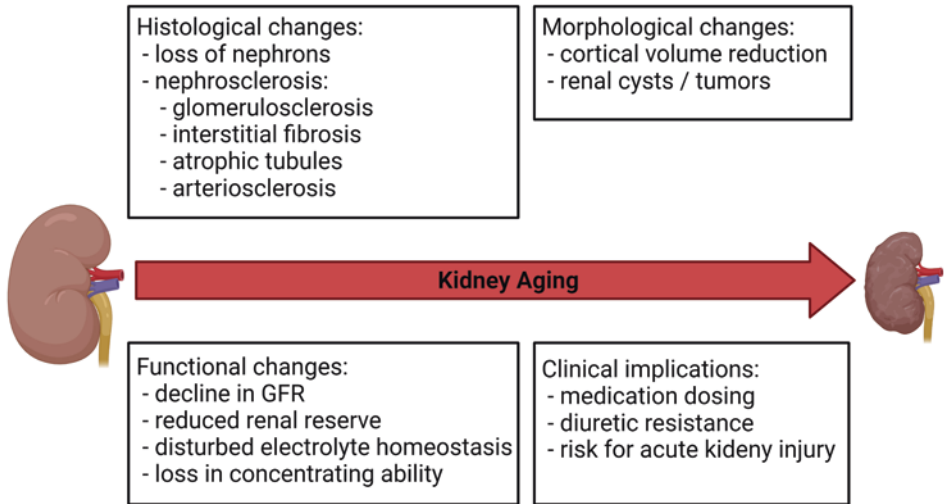 Histological changes:
- loss of nephrons
- nephrosclerosis:
- glomerulosclerosis
- interstitial fibrosis
- atrophic tubules
- arteriosclerosis
Morphological changes:
- cortical volume reduction
- renal cysts / tumors
Kidney Aging
Functional changes:
- decline in GFR
- reduced renal reserve
- disturbed electrolyte homeostasis
- loss in concentrating ability
Clinical implications:
- medication dosing
- diuretic resistance
- risk for acute kideny injury